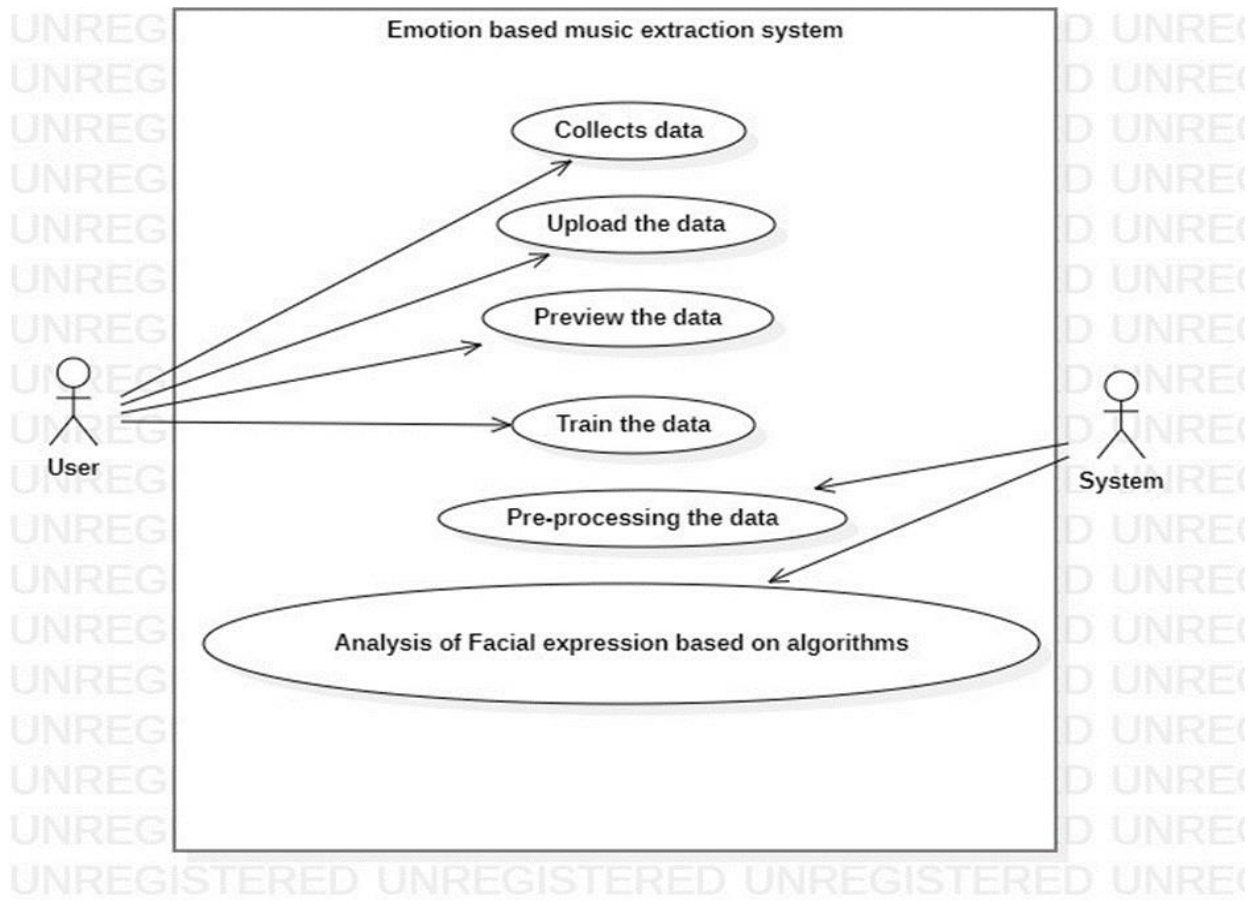 Emotion based music extraction system
Collects data
Upload the data
Preview the data
Train the data
User
System
Pre-processing the data
Analysis of Facial expression based on algorithms
UNREGISTERED UNREGISTERED UNREGISTERED